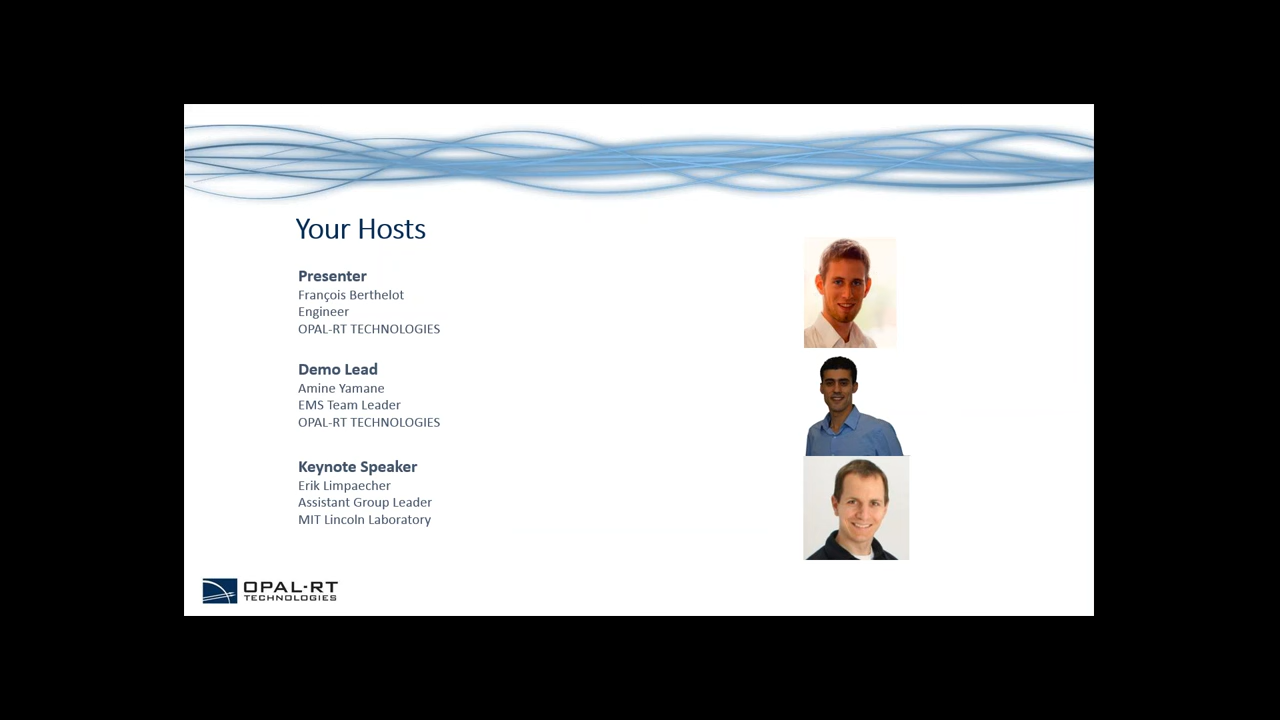 Your Hosts
Presenter
François Berthelot
Engineer
OPAL-RT TECHNOLOGIES
Demo Lead
Amine Yamane
EMS Team Leader
OPAL-RT TECHNOLOGIES
Keynote Speaker
Erik Limpaecher
Assistant Group Leader
MIT Lincoln Laboratory
OPAL-RT
TECHNOLOGIES